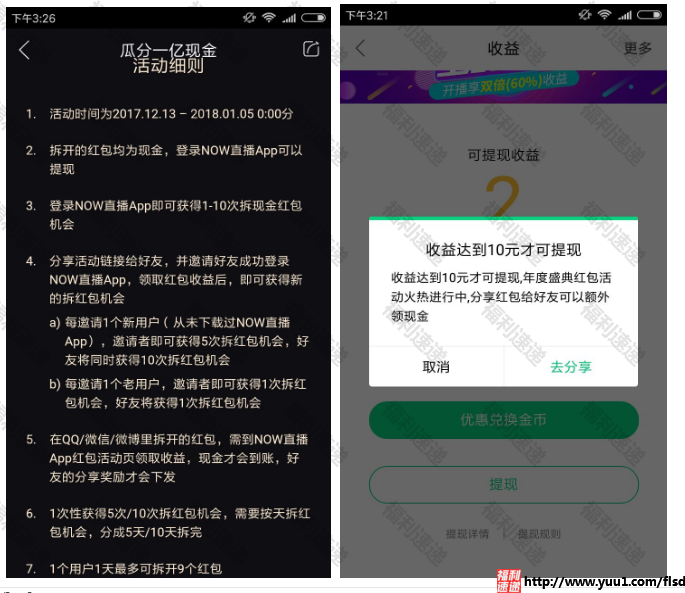 下午3:26
瓜分一亿现金
活动细则
1. 活动时间为2017.12.13 – 2018.01.05 0:00分
2. 拆开的红包均为现金，登录NOW直播App可以
提现
3. 登录NOW直播App即可获得1-10次拆现金红包
机会
4. 分享活动链接给好友，并邀请好友成功登录
NOW直播App，领取红包收益后，即可获得新
的拆红包机会
a) 每邀请1个新用户（从未下载过NOW直播
App），邀请者即可获得5次拆红包机会，好
友将同时获得10次拆红包机会
b) 每邀请1个老用户，邀请者即可获得1次拆红
包机会，好友将获得1次拆红包机会
5. 在QQ/微信/微博里拆开的红包，需到NOW直播
App红包活动页领取收益，现金才会到账，好
友的分享奖励才会下发
6. 1次性获得5次/10次拆红包机会，需要按天拆红
包机会，分成5天/10天拆完
7. 1个用户1天最多可拆开9个红包
下午3:21
收益
更多
开播享双倍(60%)收益
可提现收益
2
收益达到10元才可提现
收益达到10元才可提现,年度盛典红包活
动火热进行中,分享红包给好友可以额外
领现金
取消
去分享
优惠兑换金币
提现
提现详情 | 提现规则
福利速递
http://www.yuu1.com/flsd